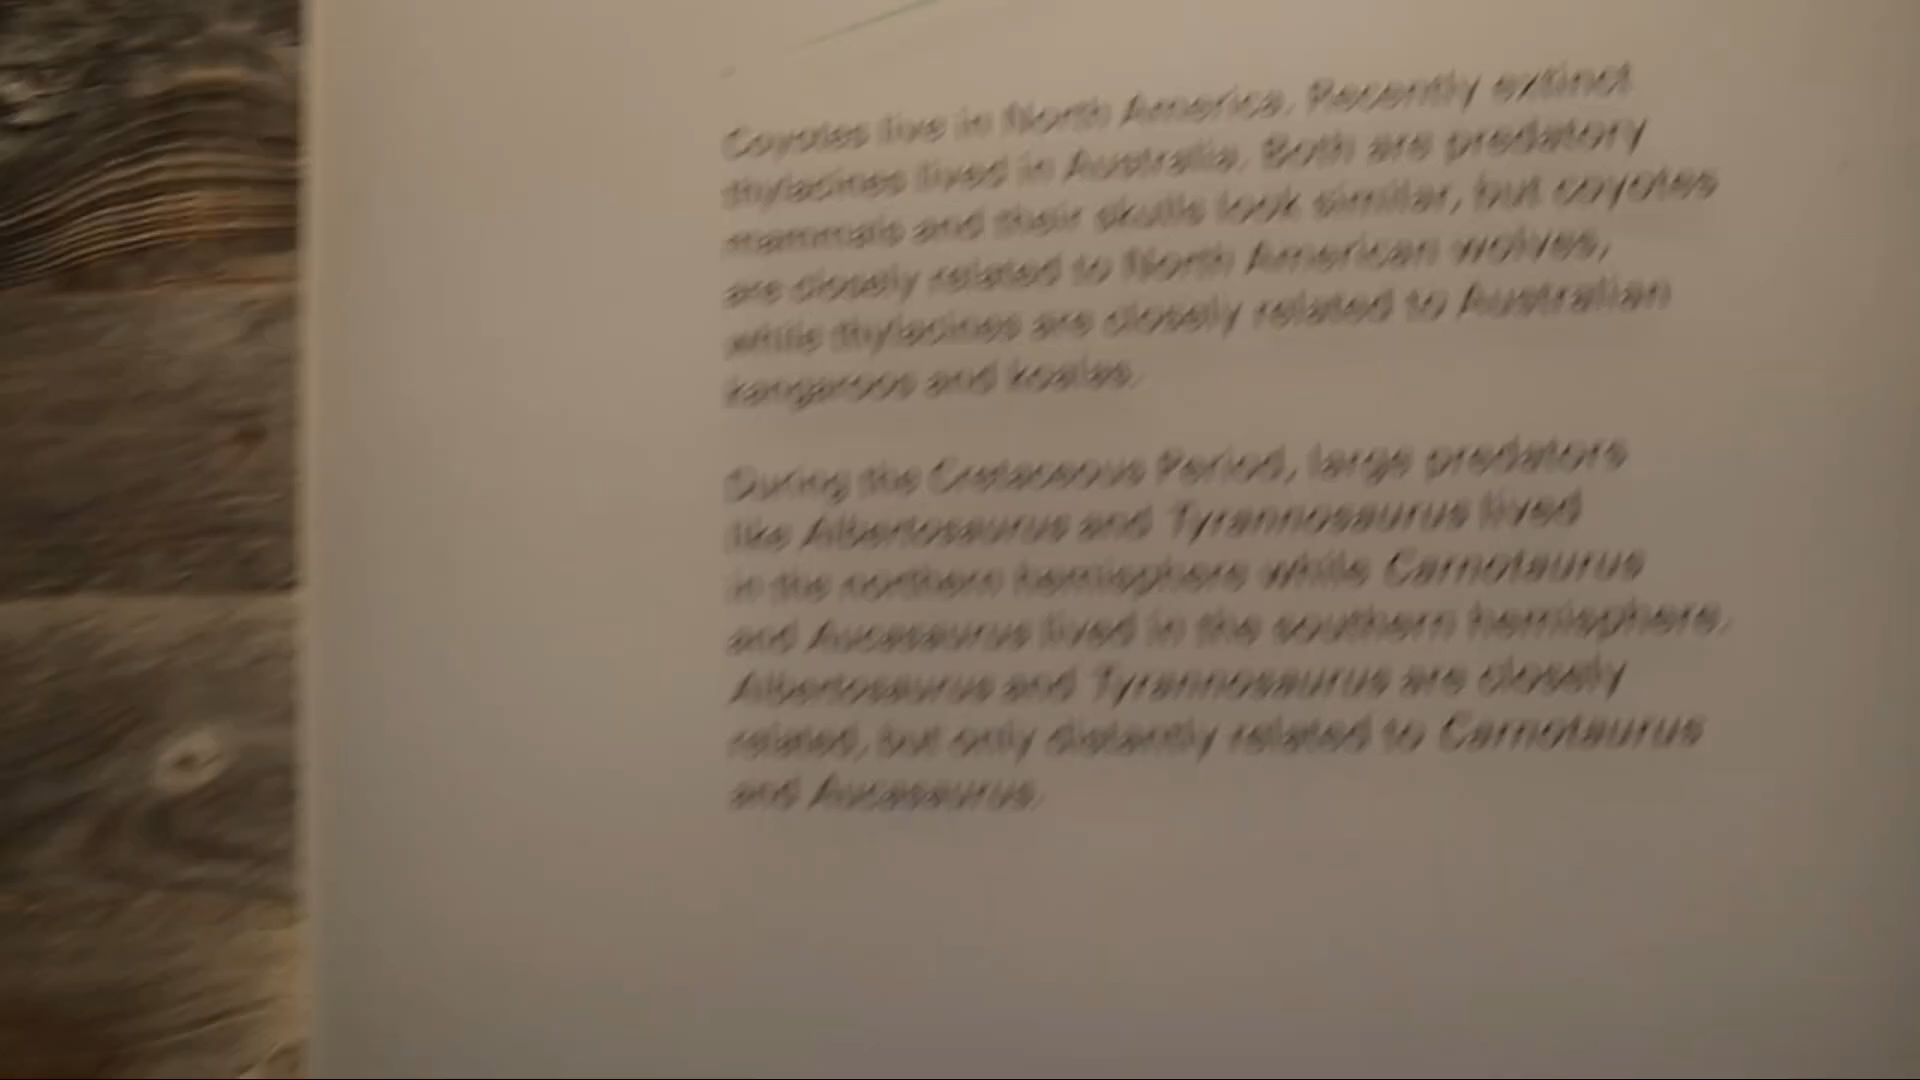 Coyotes live in North America. Recently extinct
thylacines lived in Australia. Both are predatory
mammals and their skulls look similar, but coyotes
are closely related to North American wolves,
while thylacines are closely related to Australian
kangaroos and koalas.
During the Cretaceous Period, large predators
like Albertosaurus and Tyrannosaurus lived
in the northern hemisphere while Carnotaurus
and Aucasaurus lived in the southern hemisphere.
Albertosaurus and Tyrannosaurus are closely
related, but only distantly related to Carnotaurus
and Aucasaurus.